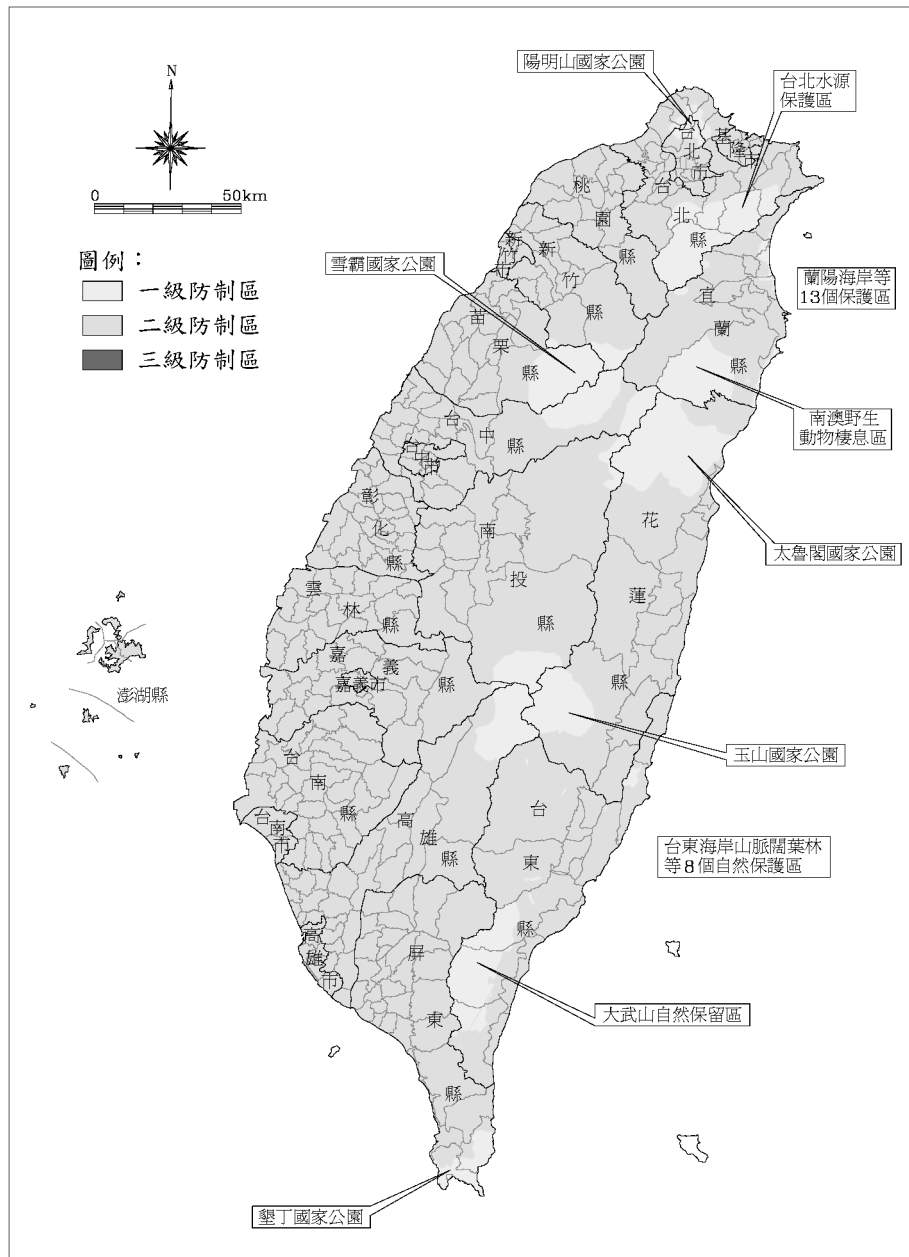 陽明山國家公園
台北水源
保護區
N
0 50km
圖例：
一級防制區
二級防制區
三級防制區
雪霸國家公園
蘭陽海岸等
13個保護區
南澳野生
動物棲息區
太魯閣國家公園
玉山國家公園
台東海岸山脈闊葉林
等8個自然保護區
大武山自然保留區
墾丁國家公園
台北市
基隆市
台北縣
桃園縣
新竹市
新竹縣
宜蘭縣
苗栗縣
台中縣
台中市
彰化縣
南投縣
花蓮縣
雲林縣
嘉義縣
嘉義市
澎湖縣
台南縣
台南市
高雄縣
高雄市
台東縣
屏東縣